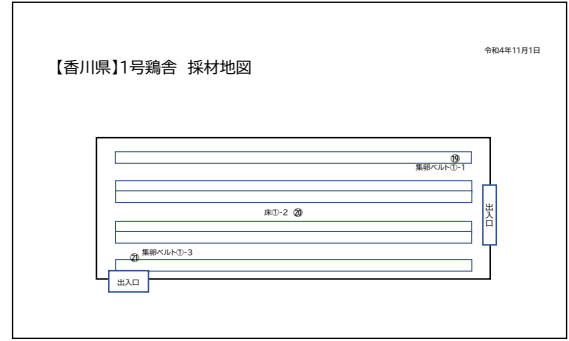 令和4年11月1日
【香川県】1号鶏舎 採材地図
⑲
集卵ベルト①-1
出入口
床①-2 ⑳
集卵ベルト①-3
㉑
出入口